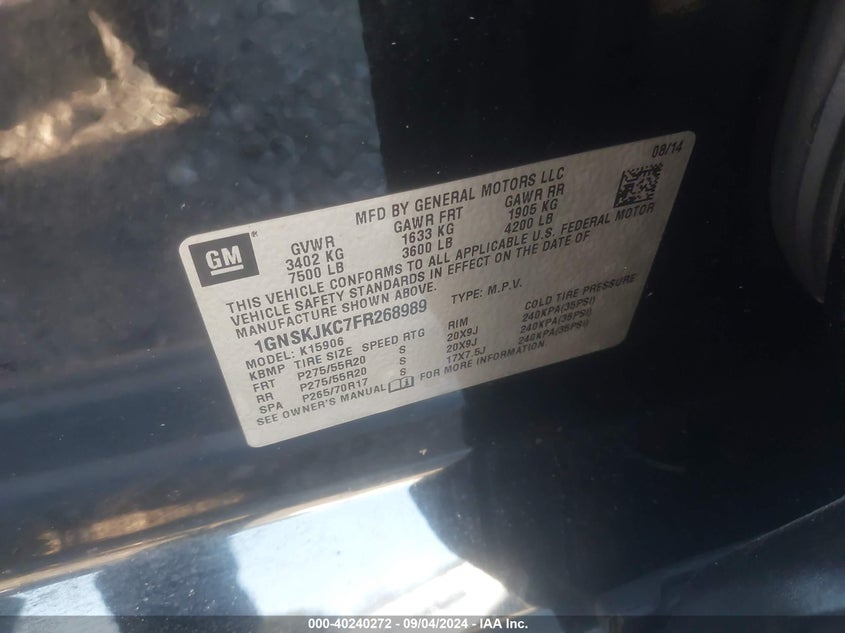 08/14
MFD BY GENERAL MOTORS LLC
GM
GVWR GAWR FRT GAWR RR
3402 KG 1633 KG 1905 KG
7500 LB 3600 LB 4200 LB
THIS VEHICLE CONFORMS TO ALL APPLICABLE U.S. FEDERAL MOTOR
VEHICLE SAFETY STANDARDS IN EFFECT ON THE DATE OF
MANUFACTURE SHOWN ABOVE.
1GNSKJKC7FR268989 TYPE: M.P.V.
MODEL: K15906
KBMP TIRE SIZE SPEED RTG RIM COLD TIRE PRESSURE
FRT P275/55R20 S 20X9J 240KPA(35PSI)
RR P275/55R20 S 20X9J 240KPA(35PSI)
SPA P265/70R17 S 17X7.5J 240KPA(35PSI)
SEE OWNER'S MANUAL FOR MORE INFORMATION.
000-40240272 - 09/04/2024 - IAA Inc.